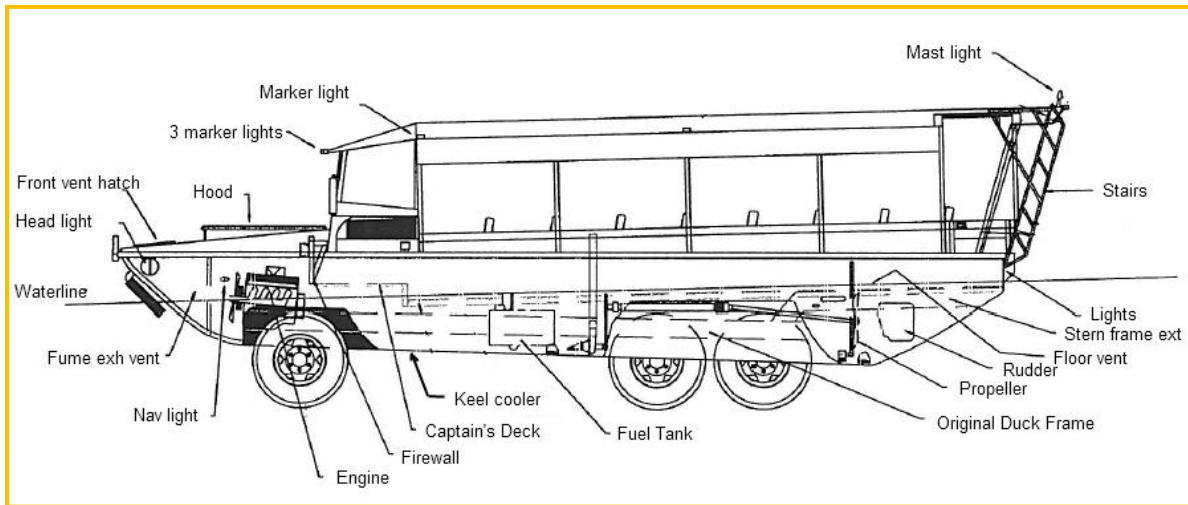 Mast light
Marker light
3 marker lights
Front vent hatch
Hood
Stairs
Head light
Waterline
Lights
Stern frame ext
Fume exh vent
Floor vent
Rudder
Propeller
Nav light
Keel cooler
Captain's Deck
Fuel Tank
Original Duck Frame
Firewall
Engine